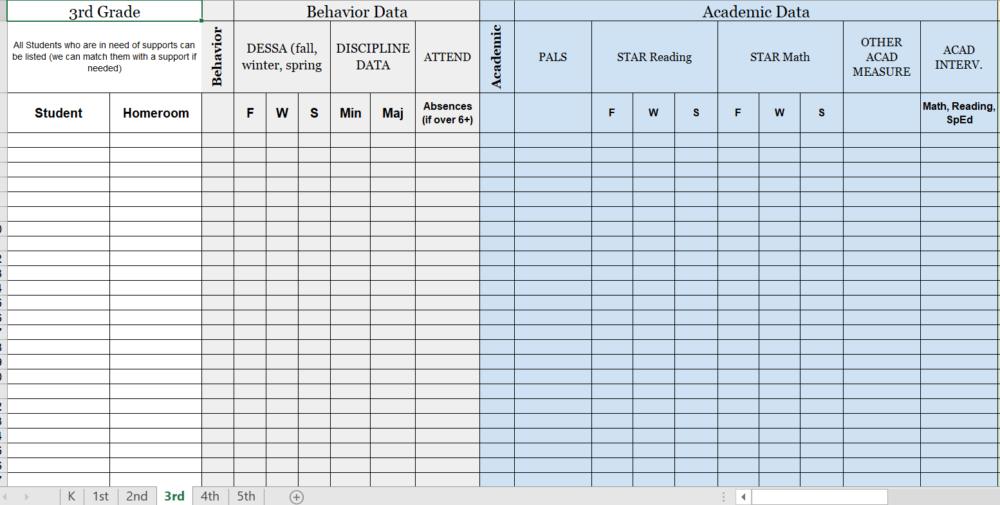 3rd Grade
Behavior Data
Academic Data
All Students who are in need of supports can
be listed (we can match them with a support if
needed)
Behavior
DESSA (fall,
winter, spring
DISCIPLINE
DATA
ATTEND
Academic
PALS
STAR Reading
STAR Math
OTHER
ACAD
MEASURE
ACAD
INTERV.
Student
Homeroom
F
W
S
Min
Maj
Absences
(if over 6+)
F
W
S
F
W
S
Math, Reading,
SpEd
K
1st
2nd
3rd
4th
5th